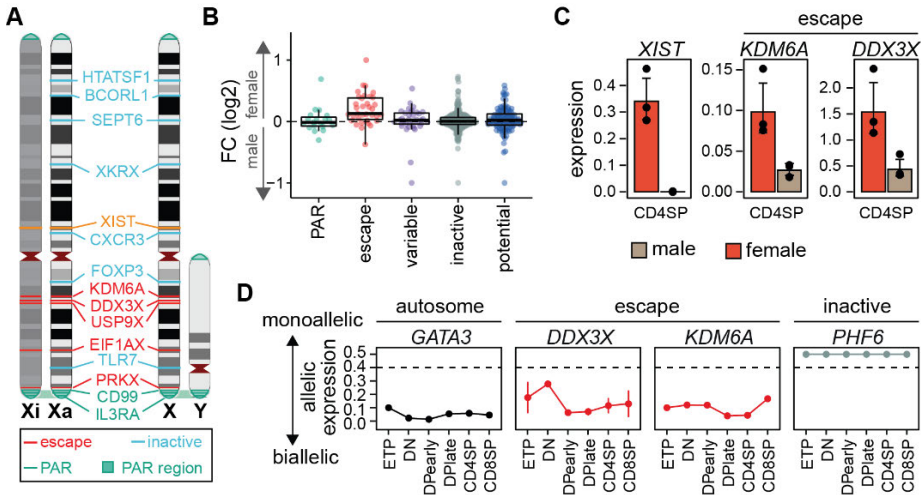 A
HTATSF1
BCORL1
SEPT6
XKRX
XIST
CXCR3
FOXP3
KDM6A
DDX3X
USP9X
EIF1AX
TLR7
PRKX
CD99
IL3RA
Xi Xa X Y
escape inactive
PAR PAR region
B
FC (log2)
male female
1
0
−1
PAR
escape
variable
inactive
potential
C
escape
XIST KDM6A DDX3X
expression
0.4
0.3
0.2
0.1
0.0
0.15
0.10
0.05
0.00
2.0
1.5
1.0
0.5
0.0
CD4SP CD4SP CD4SP
male female
D
autosome escape inactive
monoallelic
GATA3 DDX3X KDM6A PHF6
allelic
expression
0.5
0.4
0.3
0.2
0.1
0.0
biallelic
ETP DN DPearly DPlate CD4SP CD8SP
ETP DN DPearly DPlate CD4SP CD8SP
ETP DN DPearly DPlate CD4SP CD8SP
ETP DN DPearly DPlate CD4SP CD8SP